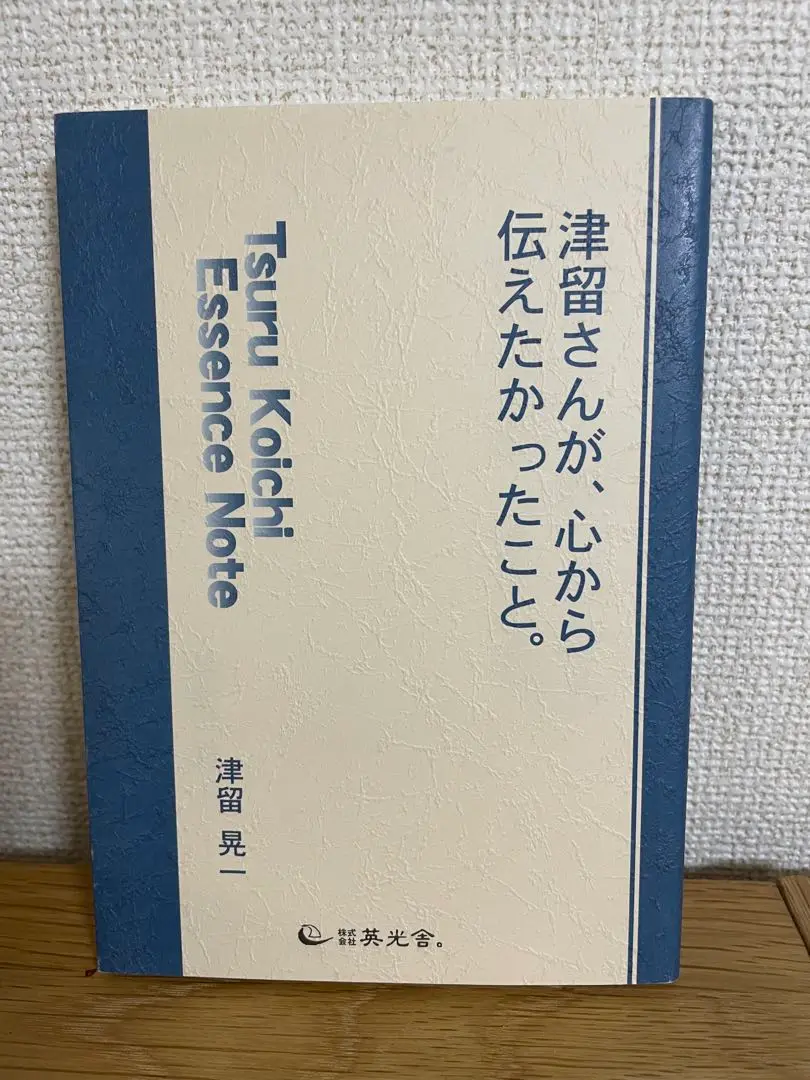 津留さんが、心から
伝えたかったこと。
Tsuru Koichi
Essence Note
津留 晃一
株式会社 英光舎。